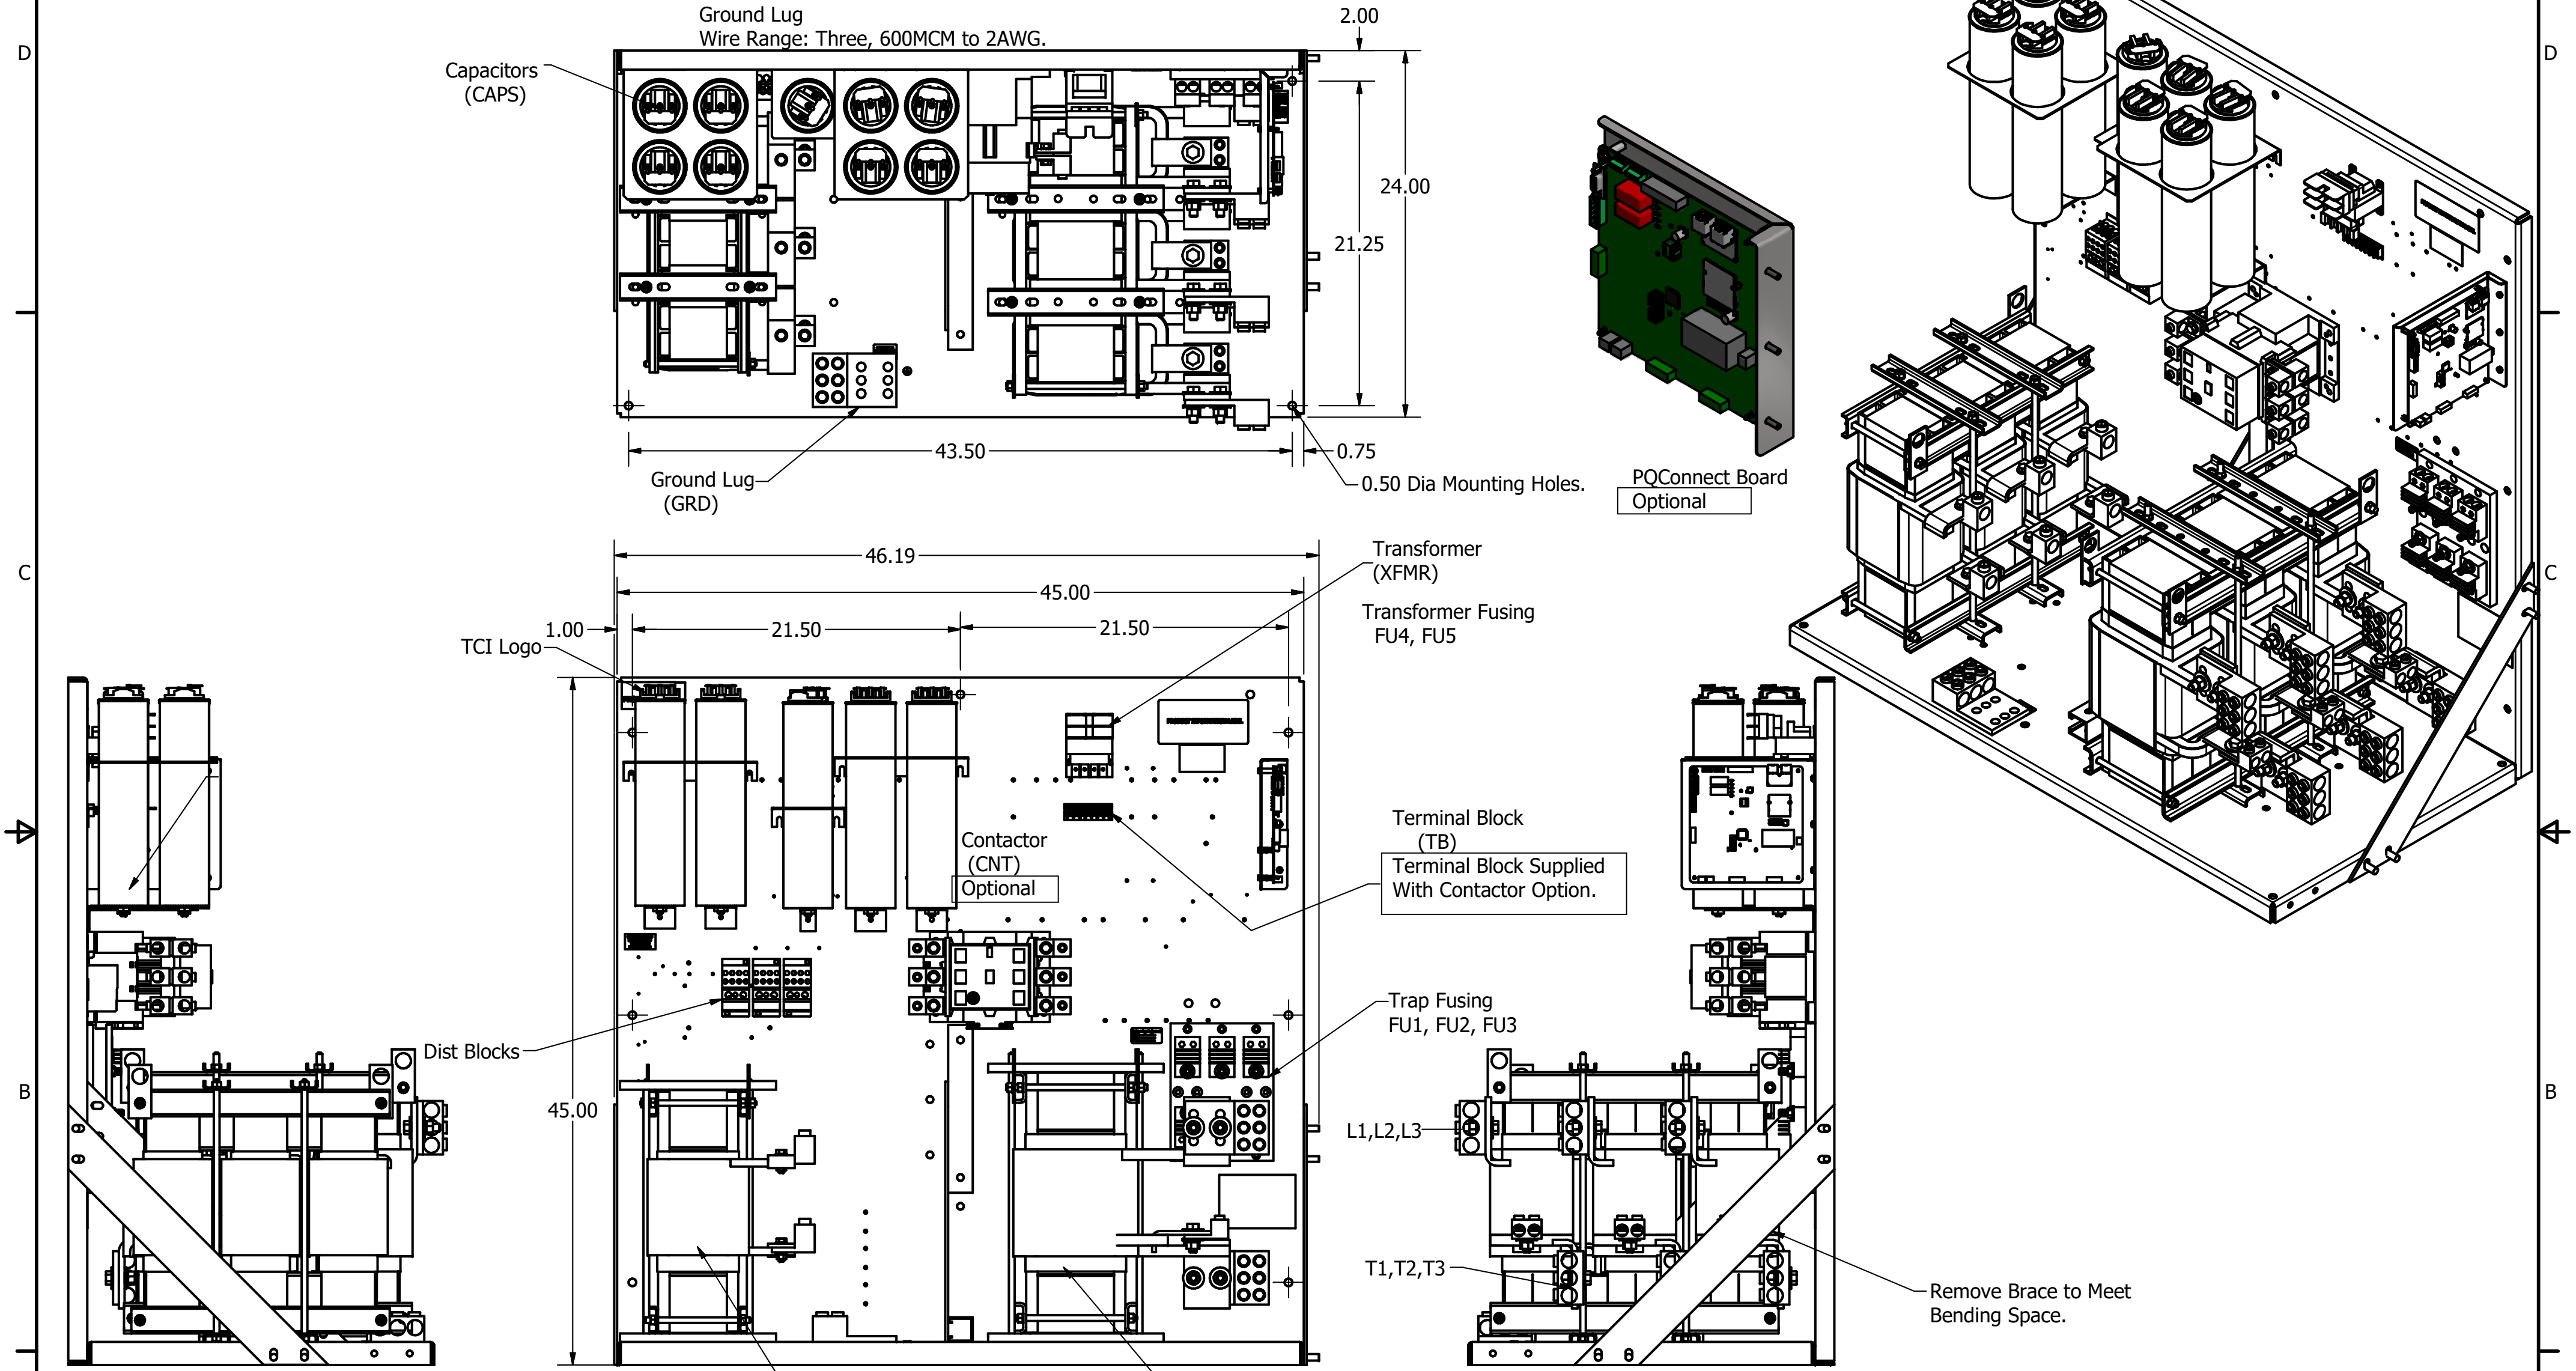 D
D
C
C
B
B
Ground Lug
Wire Range: Three, 600MCM to 2AWG.
Capacitors
(CAPS)
2.00
24.00
21.25
43.50
0.75
Ground Lug
(GRD)
0.50 Dia Mounting Holes.
PQConnect Board
Optional
46.19
45.00
1.00
21.50
21.50
TCI Logo
Transformer
(XFMR)
Transformer Fusing
FU4, FU5
Contactor
(CNT)
Optional
Terminal Block
(TB)
Terminal Block Supplied
With Contactor Option.
Trap Fusing
FU1, FU2, FU3
Dist Blocks
45.00
L1,L2,L3
T1,T2,T3
Remove Brace to Meet
Bending Space.